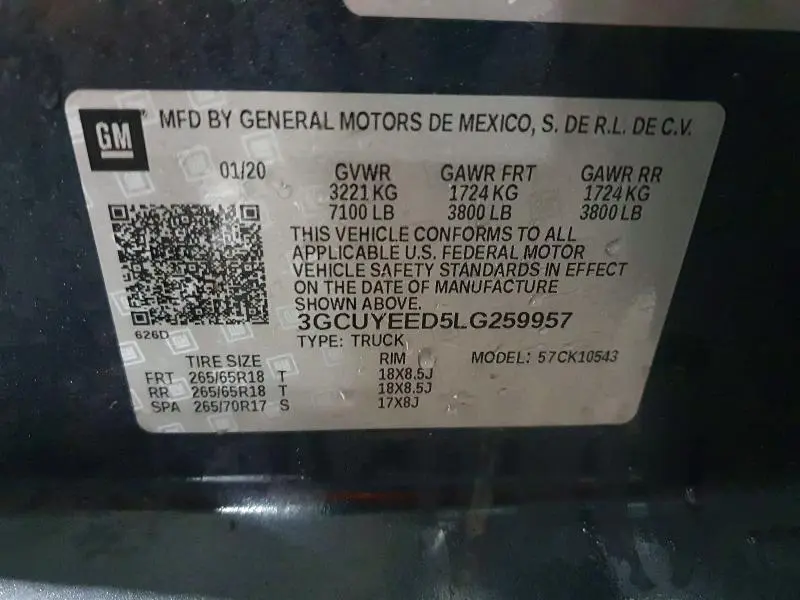 GM MFD BY GENERAL MOTORS DE MEXICO, S. DE R.L. DE C.V.
01/20 GVWR GAWR FRT GAWR RR
3221 KG 1724 KG 1724 KG
7100 LB 3800 LB 3800 LB
THIS VEHICLE CONFORMS TO ALL
APPLICABLE U.S. FEDERAL MOTOR
VEHICLE SAFETY STANDARDS IN EFFECT
ON THE DATE OF MANUFACTURE
SHOWN ABOVE.
626D 3GCUYEED5LG259957
TYPE: TRUCK
TIRE SIZE RIM MODEL: 57CK10543
FRT 265/65R18 T 18X8.5J
RR 265/65R18 T 18X8.5J
SPA 265/70R17 S 17X8J